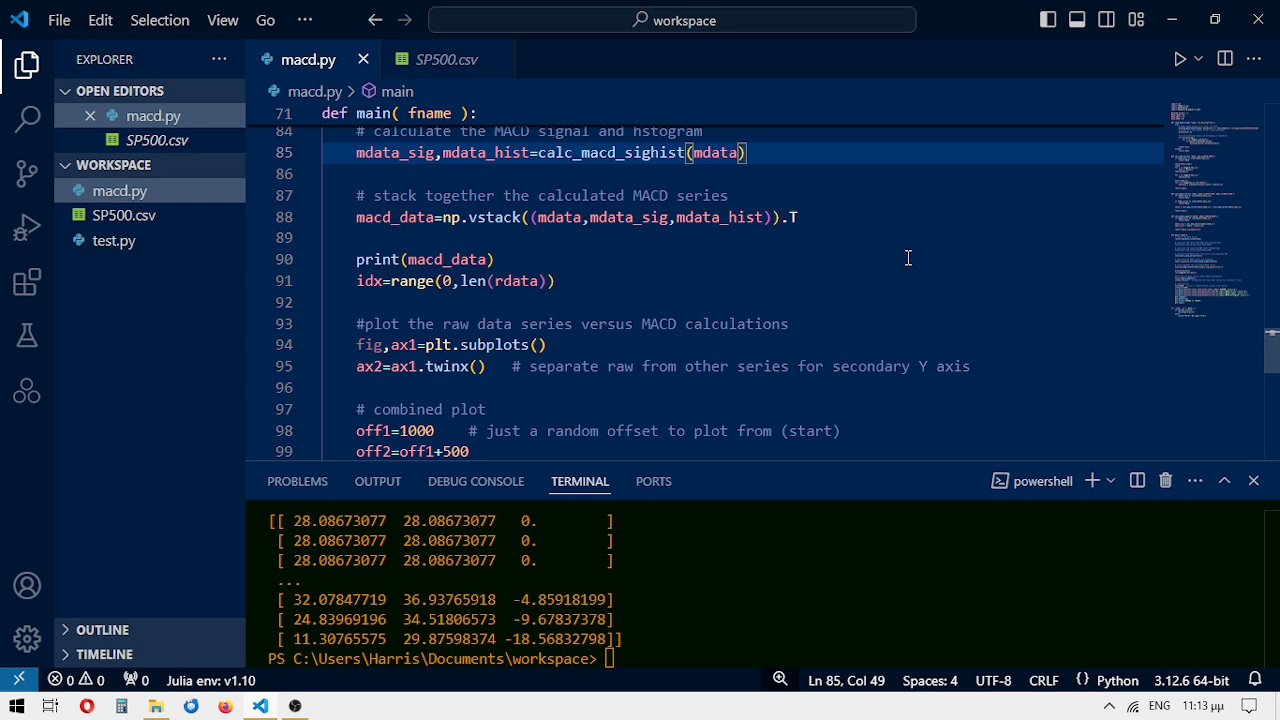 File Edit Selection View Go ··· workspace
EXPLORER ··· macd.py SP500.csv
OPEN EDITORS
macd.py
SP500.csv
WORKSPACE
macd.py
SP500.csv
test.py
OUTLINE
TIMELINE
macd.py > main
71 def main( fname ):
84 # calculate the MACD signal and hotogram
85 mdata_sig,mdata_hist=calc_macd_sighist(mdata)
86
87 # stack together th calculated MACD series
88 macd_data=np.vstack((mdata,mdata_sig,mdata_hist)).T
89
90 print(macd_data)
91 idx=range(0,len(rdata))
92
93 #plot the raw data series versus MACD calculations
94 fig,ax1=plt.subplots()
95 ax2=ax1.twinx() # separate raw from other series for secondary Y axis
96
97 # combined plot
98 off1=1000 # just a random offset to plot from (start)
99 off2=off1+500
PROBLEMS OUTPUT DEBUG CONSOLE TERMINAL PORTS powershell
[[ 28.08673077 28.08673077 0. ]
[ 28.08673077 28.08673077 0. ]
[ 28.08673077 28.08673077 0. ]
...
[ 32.07847719 36.93765918 -4.85918199]
[ 24.83969196 34.51806573 -9.67837378]
[ 11.30765575 29.87598374 -18.56832798]]
PS C:\Users\Harris\Documents\workspace>
0 0 0 Julia env: v1.10 Ln 85, Col 49 Spaces: 4 UTF-8 CRLF {} Python 3.12.6 64-bit
ENG 11:13 μμ